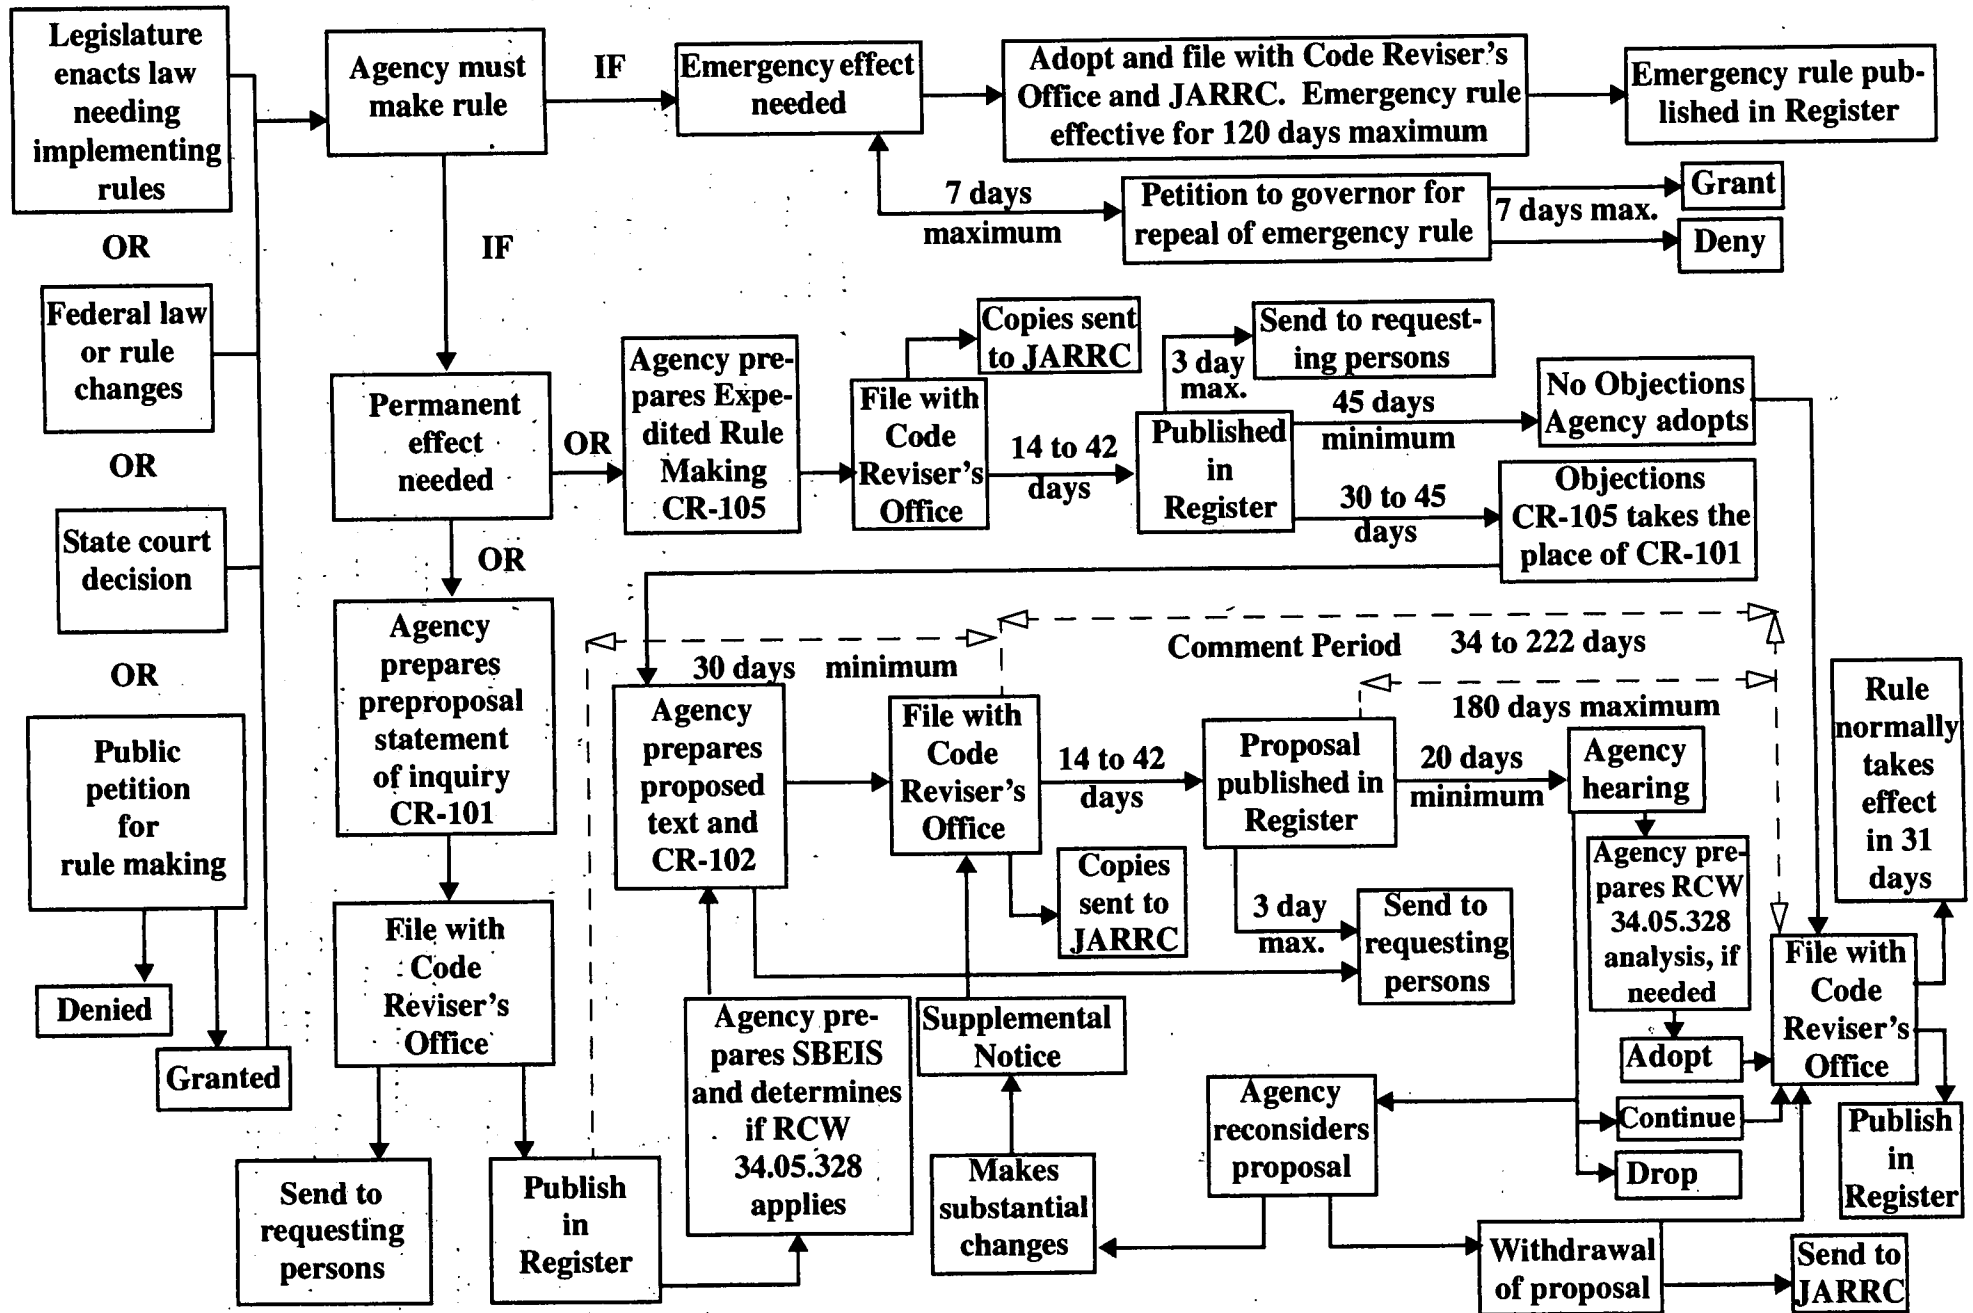 Legislature
enacts law
needing
implementing
rules
OR
Federal law
or rule
changes
OR
State court
decision
OR
Public
petition
for
rule making
Denied
Granted
Agency must
make rule
IF
Emergency effect
needed
Adopt and file with Code Reviser's
Office and JARRC. Emergency rule
effective for 120 days maximum
Emergency rule pub-
lished in Register
7 days
maximum
Petition to governor for
repeal of emergency rule
7 days max.
Grant
Deny
IF
Permanent
effect
needed
OR
Agency pre-
pares Expe-
dited Rule
Making
CR-105
File with
Code
Reviser's
Office
Copies sent
to JARRC
14 to 42
days
Published
in
Register
3 day
max.
Send to request-
ing persons
45 days
minimum
No Objections
Agency adopts
30 to 45
days
Objections
CR-105 takes the
place of CR-101
OR
Agency
prepares
preproposal
statement
of inquiry
CR-101
File with
Code
Reviser's
Office
Send to
requesting
persons
Publish
in
Register
30 days minimum
Agency
prepares
proposed
text and
CR-102
Agency pre-
pares SBEIS
and determines
if RCW
34.05.328
applies
File with
Code
Reviser's
Office
Copies
sent to
JARRC
Supplemental
Notice
Makes
substantial
changes
Comment Period 34 to 222 days
180 days maximum
14 to 42
days
Proposal
published in
Register
3 day
max.
Send to
requesting
persons
20 days
minimum
Agency
hearing
Agency pre-
pares RCW
34.05.328
analysis, if
needed
Adopt
Continue
Drop
Agency
reconsiders
proposal
Withdrawal
of proposal
Send to
JARRC
File with
Code
Reviser's
Office
Rule
normally
takes
effect
in 31
days
Publish
in
Register